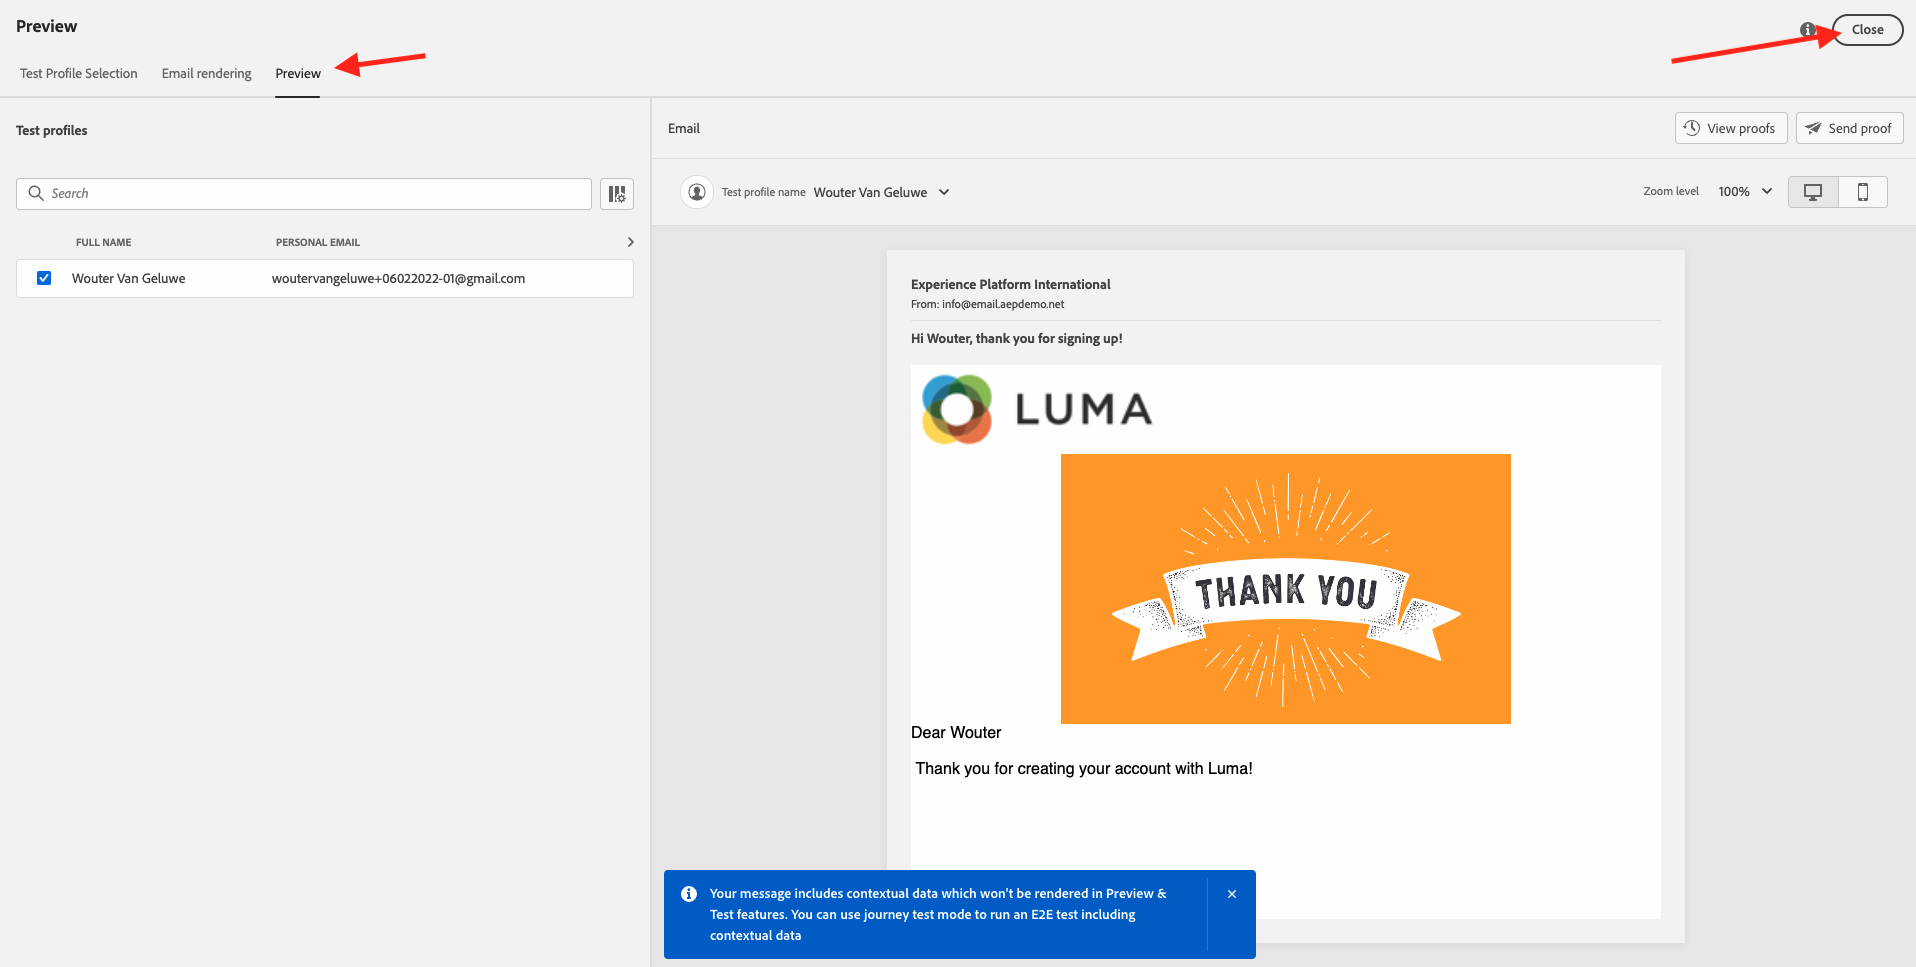 Preview
Close
Test Profile Selection
Email rendering
Preview
Test profiles
Email
View proofs
Send proof
Search
Test profile name Wouter Van Geluwe
Zoom level 100%
FULL NAME
PERSONAL EMAIL
Wouter Van Geluwe
woutervangeluwe+06022022-01@gmail.com
Experience Platform International
From: info@email.aepdemo.net
Hi Wouter, thank you for signing up!
LUMA
THANK YOU
Dear Wouter
Thank you for creating your account with Luma!
Your message includes contextual data which won't be rendered in Preview &
Test features. You can use journey test mode to run an E2E test including
contextual data